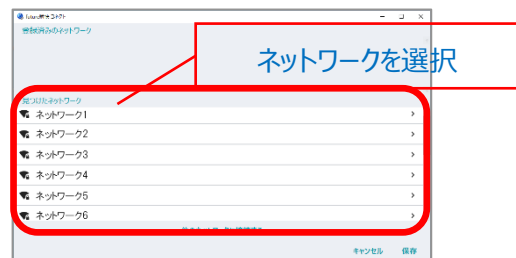 登録済みのネットワーク
ネットワークを選択
見つけたネットワーク
ネットワーク1
ネットワーク2
ネットワーク3
ネットワーク4
ネットワーク5
ネットワーク6
キャンセル 保存